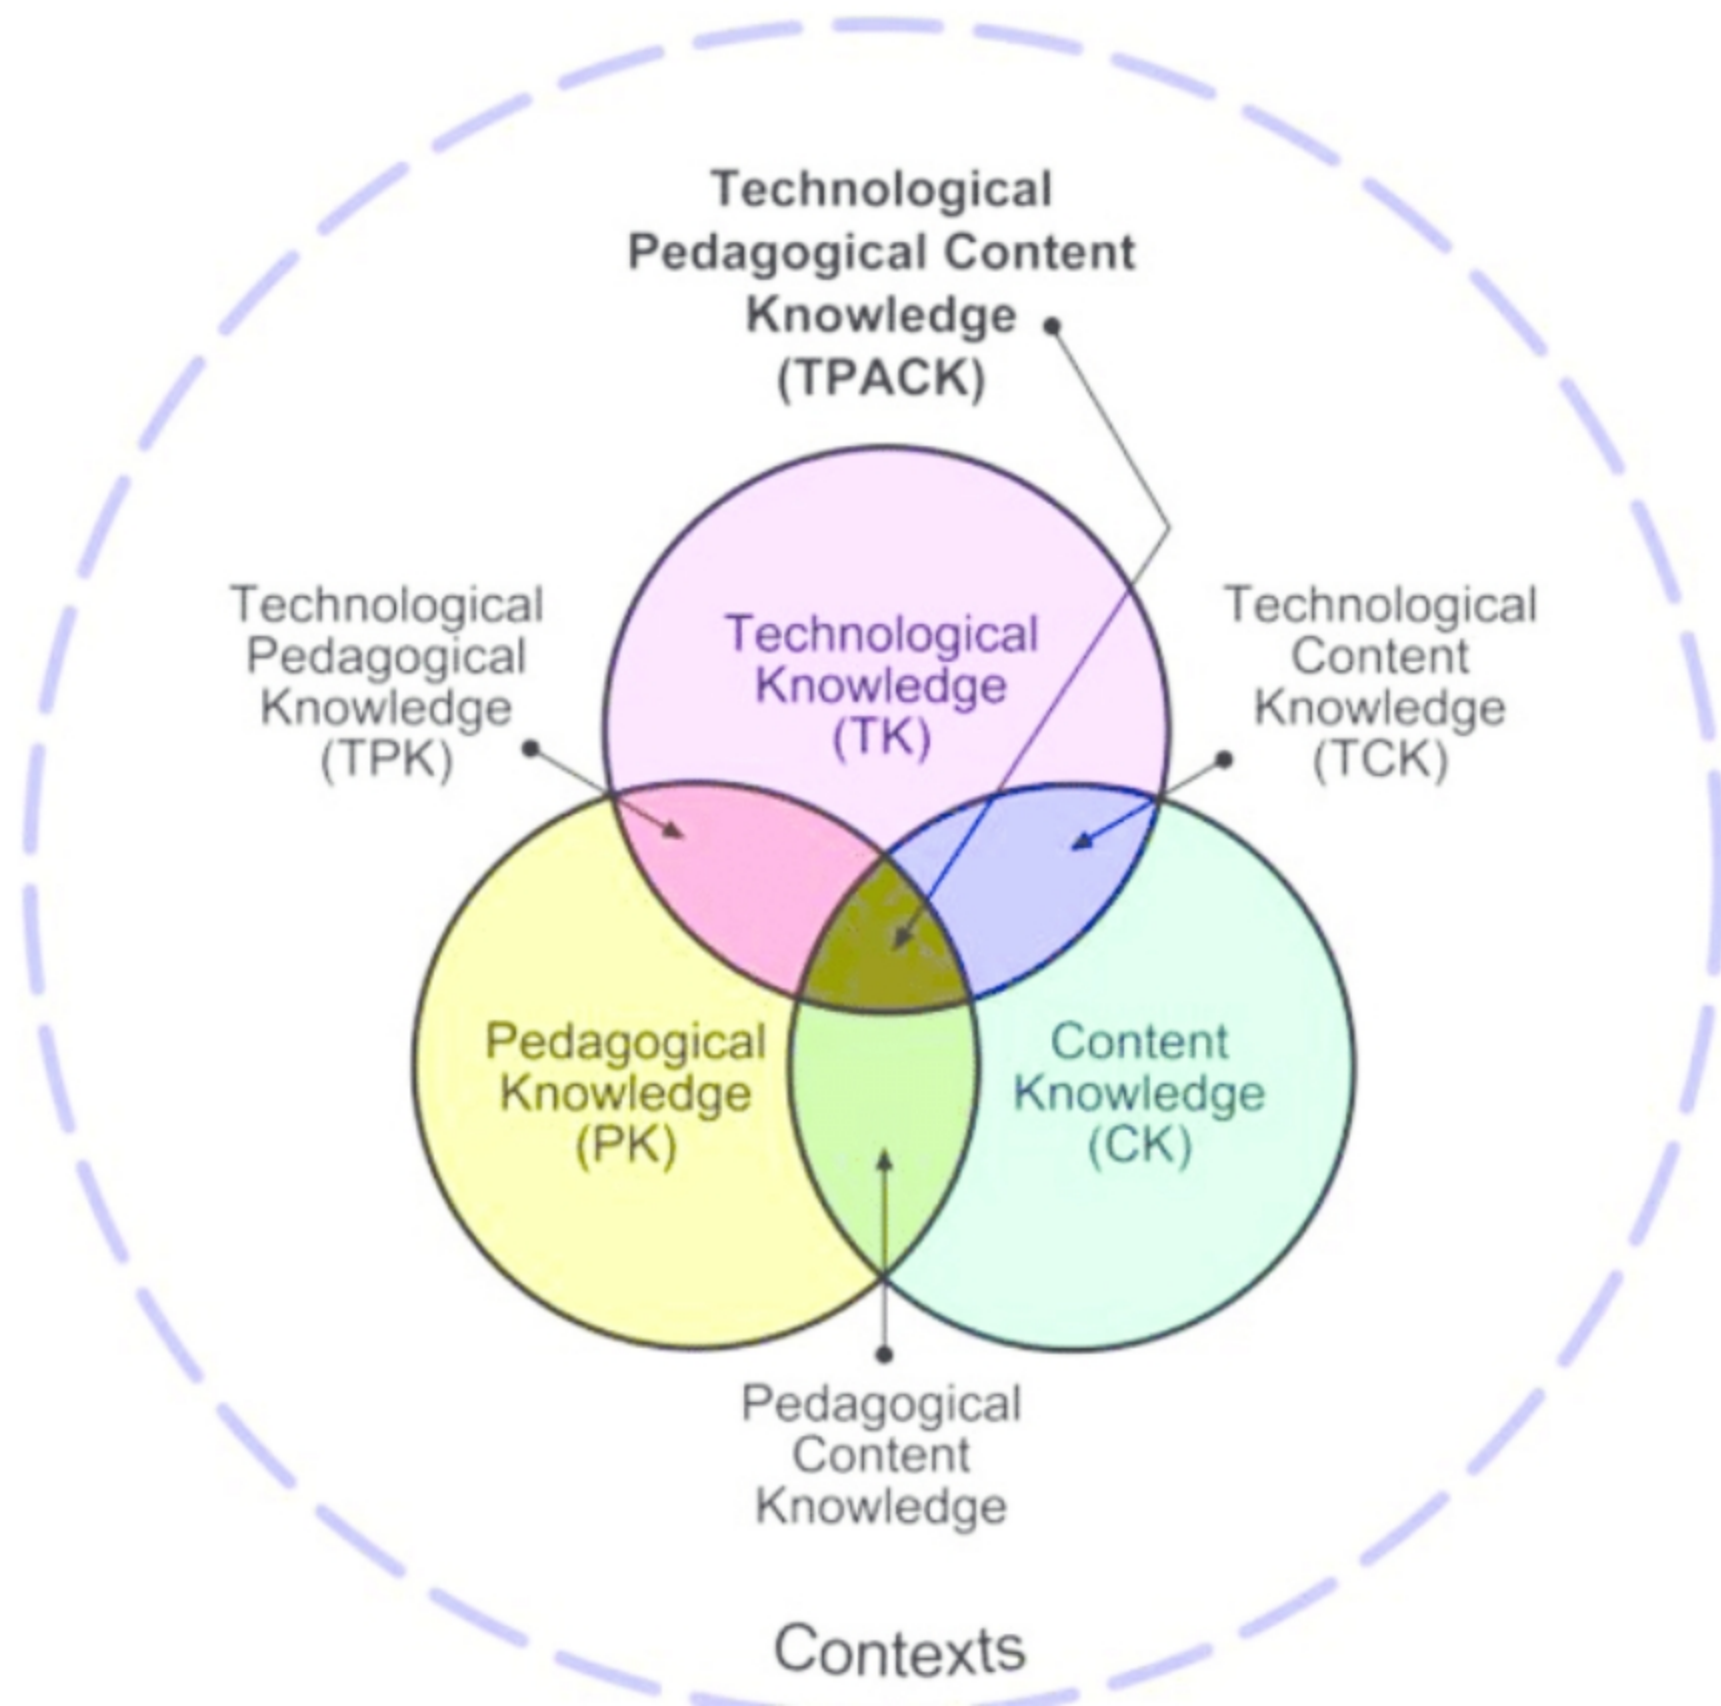 Technological
Pedagogical Content
Knowledge
(TPACK)
Technological
Pedagogical
Knowledge
(TPK)
Technological
Knowledge
(TK)
Technological
Content
Knowledge
(TCK)
Pedagogical
Knowledge
(PK)
Content
Knowledge
(CK)
Pedagogical
Content
Knowledge
Contexts